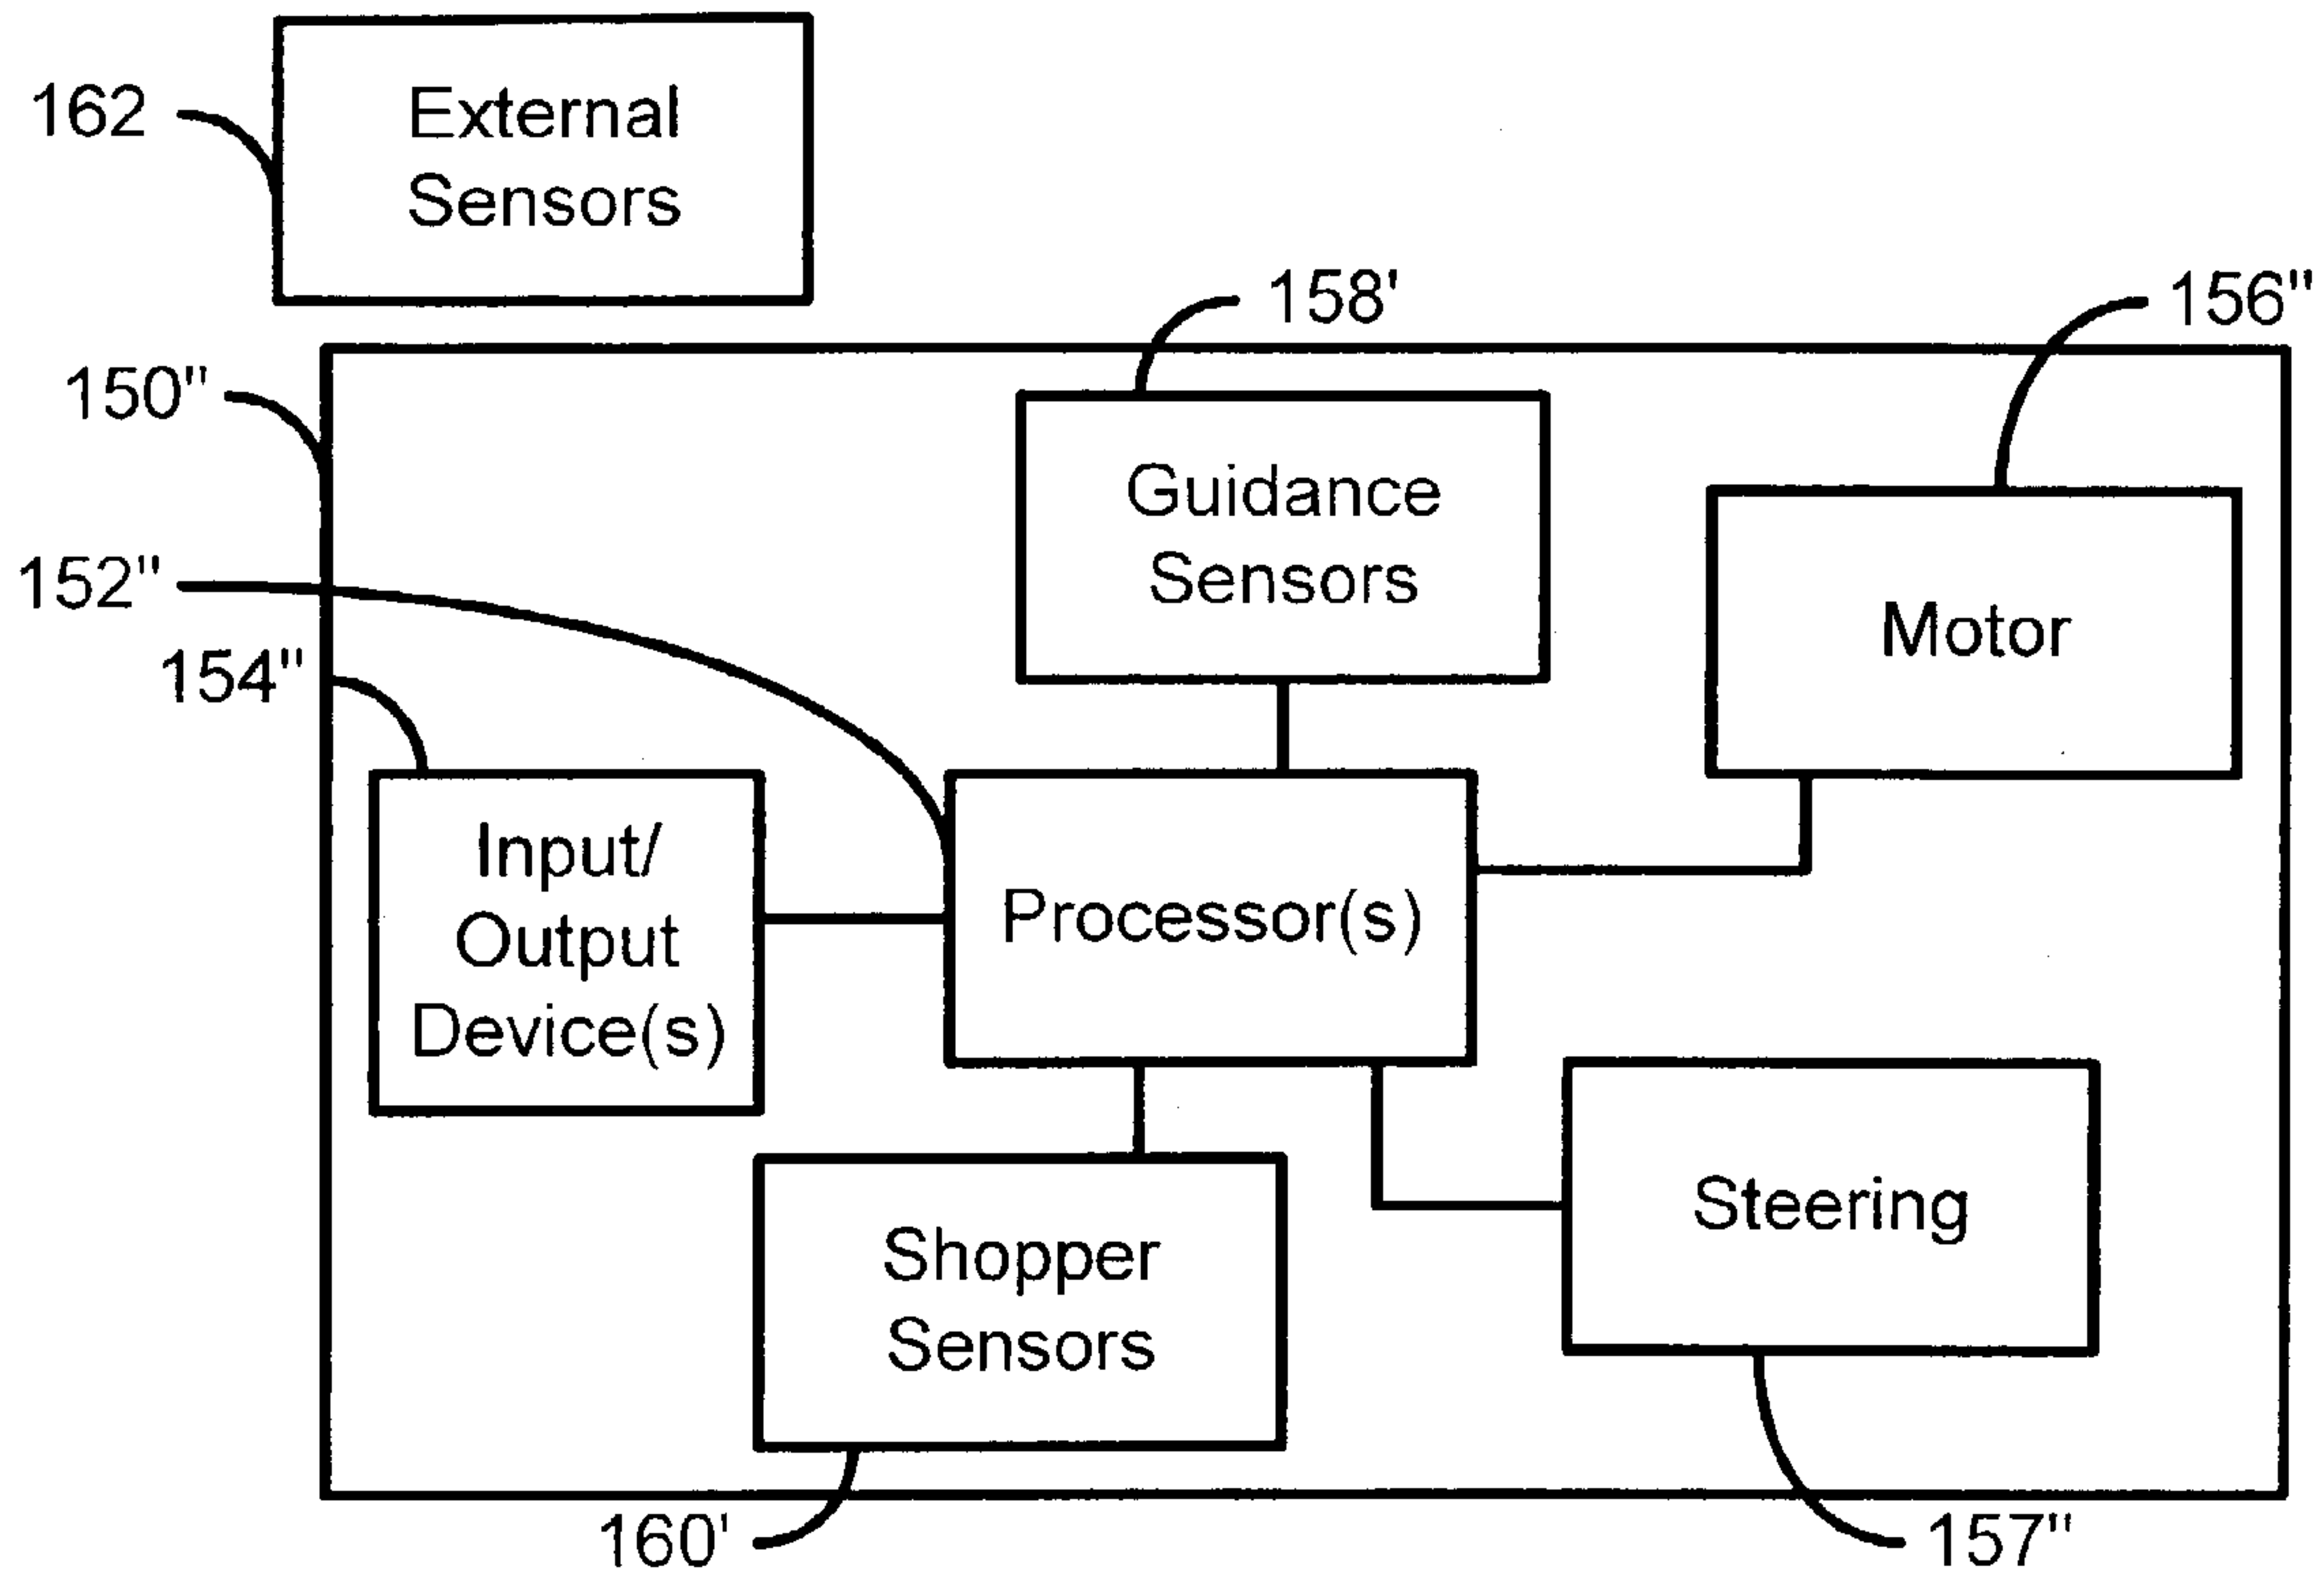 162
External
Sensors
158'
156"
150"
Guidance
Sensors
152"
Motor
154"
Input/
Output
Device(s)
Processor(s)
Steering
Shopper
Sensors
160'
157"